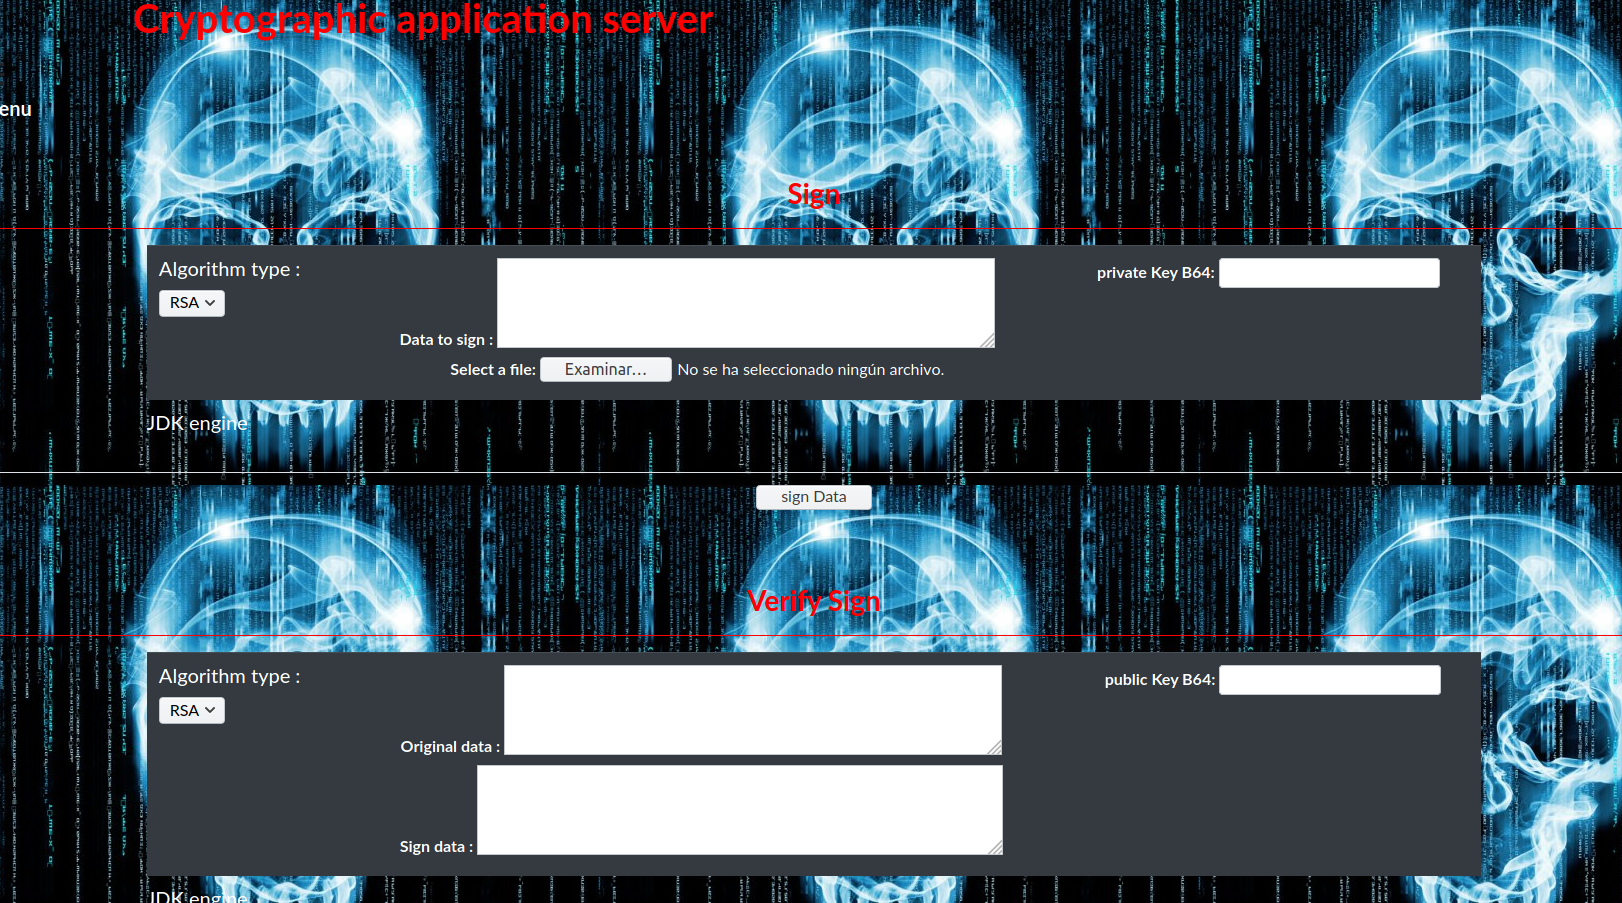 Cryptographic application server
enu
Sign
Algorithm type :
RSA
Data to sign :
private Key B64:
Select a file: Examinar... No se ha seleccionado ningún archivo.
JDK engine
sign Data
Verify Sign
Algorithm type :
RSA
Original data :
public Key B64:
Sign data :
JDK engine